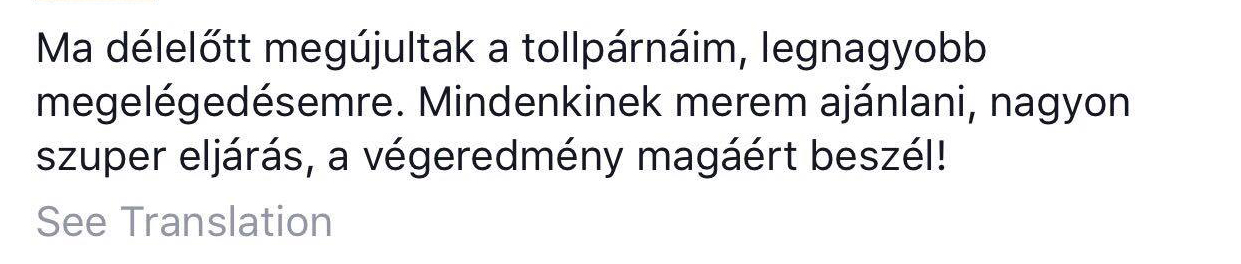 Ma délelőtt megújultak a tollpárnáim, legnagyobb
megelégedésemre. Mindenkinek merem ajánlani, nagyon
szuper eljárás, a végeredmény magáért beszél!
See Translation